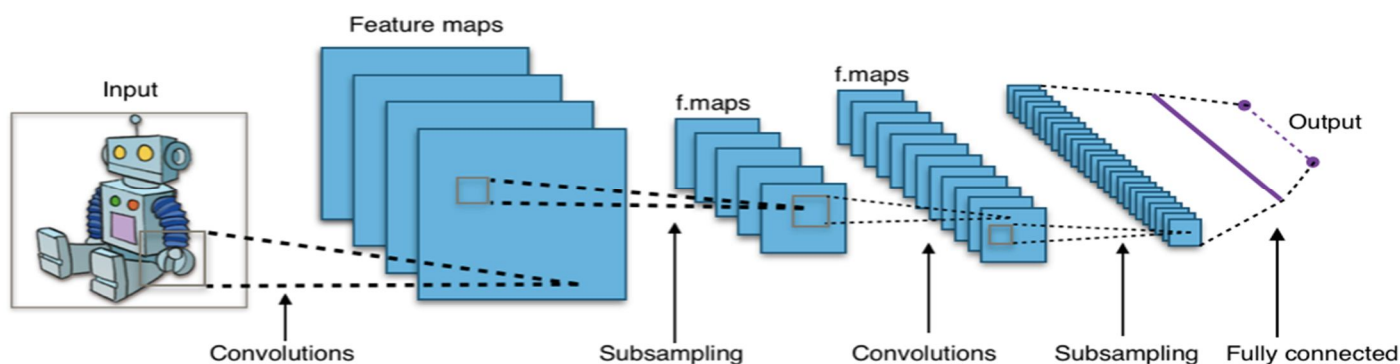 Feature maps
f.maps
Input
f.maps
Output
Convolutions
Subsampling
Convolutions
Subsampling
Fully connected